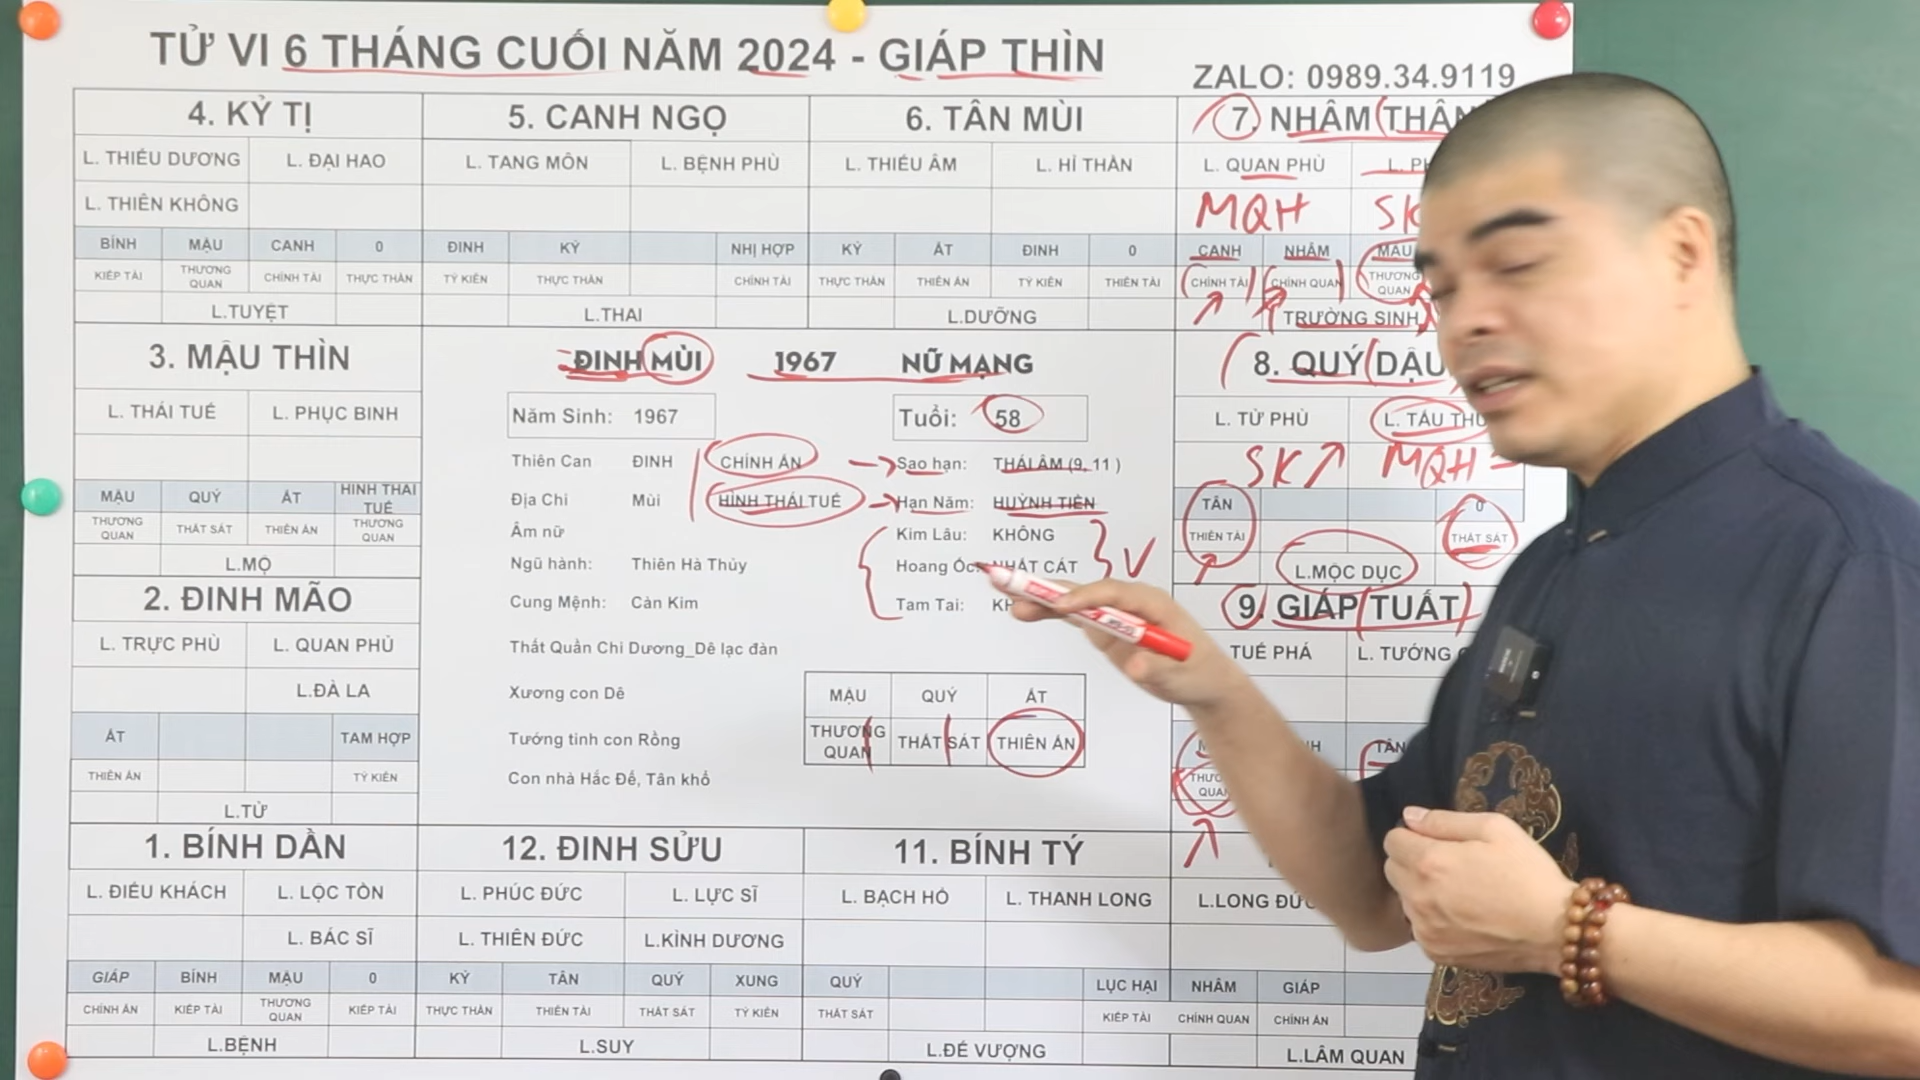 TỬ VI 6 THÁNG CUỐI NĂM 2024 - GIÁP THÌN
ZALO: 0989.34.9119
4. KỶ TỊ
L. THIẾU DƯƠNG L. ĐẠI HAO
L. THIÊN KHÔNG
BÍNH MẬU CANH 0
KIẾP TÀI THƯƠNG QUAN CHÍNH TÀI THỰC THẦN
L.TUYỆT
5. CANH NGỌ
L. TANG MÔN L. BỆNH PHÙ
ĐINH KỶ NHỊ HỢP
TỶ KIÊN THỰC THẦN CHÍNH TÀI
L.THAI
6. TÂN MÙI
L. THIẾU ÂM L. HỈ THẦN
KỶ ẤT ĐINH 0
THỰC THẦN THIÊN ẤN TỶ KIÊN THIÊN TÀI
L.DƯỠNG
7. NHÂM THÂN
L. QUAN PHÙ
MQH SK
CANH NHÂM MẬU
CHÍNH TÀI CHÍNH QUAN THƯƠNG QUAN
TRƯỜNG SINH
3. MẬU THÌN
L. THÁI TUẾ L. PHỤC BINH
MẬU QUÝ ẤT HÌNH THÁI TUẾ
THƯƠNG QUAN THẤT SÁT THIÊN ẤN THƯƠNG QUAN
L.MỘ
ĐINH MÙI 1967 NỮ MẠNG
Năm Sinh: 1967 Tuổi: 58
Thiên Can ĐINH CHÍNH ẤN Sao hạn: THÁI ÂM (9, 11 )
Địa Chi Mùi HÌNH THÁI TUẾ Hạn Năm: HUỲNH TIỀN
Âm nữ Kim Lâu: KHÔNG
Ngũ hành: Thiên Hà Thủy Hoang Ốc: NHẤT CÁT
Cung Mệnh: Càn Kim Tam Tai:
Thất Quần Chi Dương_Dê lạc đàn
Xương con Dê
Tướng tinh con Rồng
Con nhà Hắc Đế, Tân khổ
MẬU QUÝ ẤT
THƯƠNG QUAN THẤT SÁT THIÊN ẤN
V
8. QUÝ DẬU
L. TỬ PHÙ L. TẤU THƯ
SK MQH
TÂN 0
THIÊN TÀI THẤT SÁT
L.MỘC DỤC
2. ĐINH MÃO
L. TRỰC PHÙ L. QUAN PHỦ
L.ĐÀ LA
ẤT TAM HỢP
THIÊN ẤN TỶ KIÊN
L.TỬ
9. GIÁP TUẤT
TUẾ PHÁ
TÂN
1. BÍNH DẦN
L. ĐIẾU KHÁCH L. LỘC TỒN
L. BÁC SĨ
GIÁP BÍNH MẬU 0
CHÍNH ẤN KIẾP TÀI THƯƠNG QUAN KIẾP TÀI
L.BỆNH
12. ĐINH SỬU
L. PHÚC ĐỨC L. LỰC SĨ
L. THIÊN ĐỨC L.KÌNH DƯƠNG
KỶ TÂN QUÝ XUNG
THỰC THẦN THIÊN TÀI THẤT SÁT TỶ KIÊN
L.SUY
11. BÍNH TÝ
L. BẠCH HỔ L. THANH LONG
QUÝ LỤC HẠI
THẤT SÁT KIẾP TÀI
L.ĐẾ VƯỢNG
L.LONG ĐỨC
NHÂM GIÁP
CHÍNH QUAN CHÍNH ẤN
L.LÂM QUAN